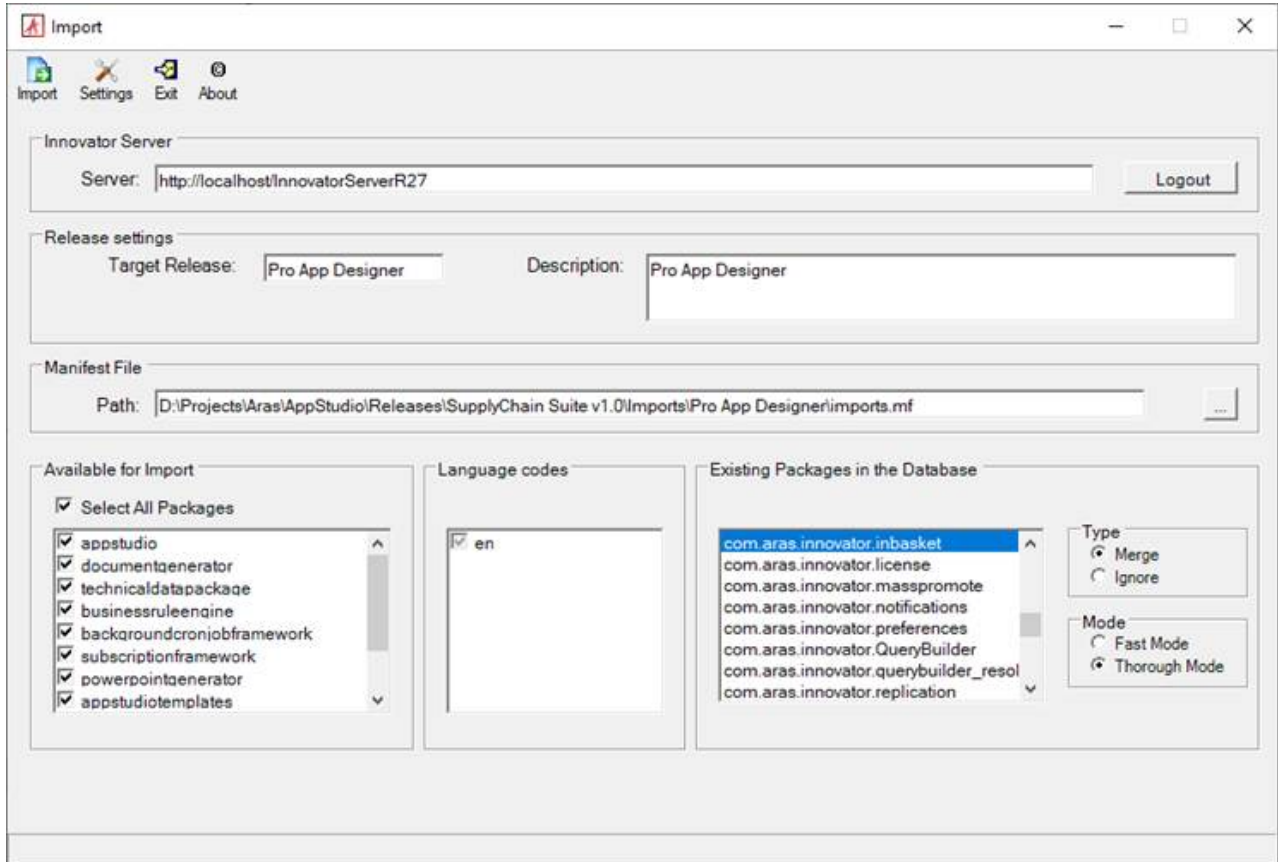 Import
Import Settings Exit About
Innovator Server
Server: http://localhost/InnovatorServerR27 Logout
Release settings
Target Release: Pro App Designer Description: Pro App Designer
Manifest File
Path: D:\Projects\Aras\AppStudio\Releases\SupplyChain Suite v1.0\Imports\Pro App Designer\imports.mf ...
Available for Import
Select All Packages
appstudio
documentgenerator
technicaldatapackage
businessruleengine
backgroundcronjobframework
subscriptionframework
powerpointgenerator
appstudiotemplates
Language codes
en
Existing Packages in the Database
com.aras.innovator.inbasket
com.aras.innovator.license
com.aras.innovator.masspromote
com.aras.innovator.notifications
com.aras.innovator.preferences
com.aras.innovator.QueryBuilder
com.aras.innovator.querybuilder_resol
com.aras.innovator.replication
Type
Merge
Ignore
Mode
Fast Mode
Thorough Mode